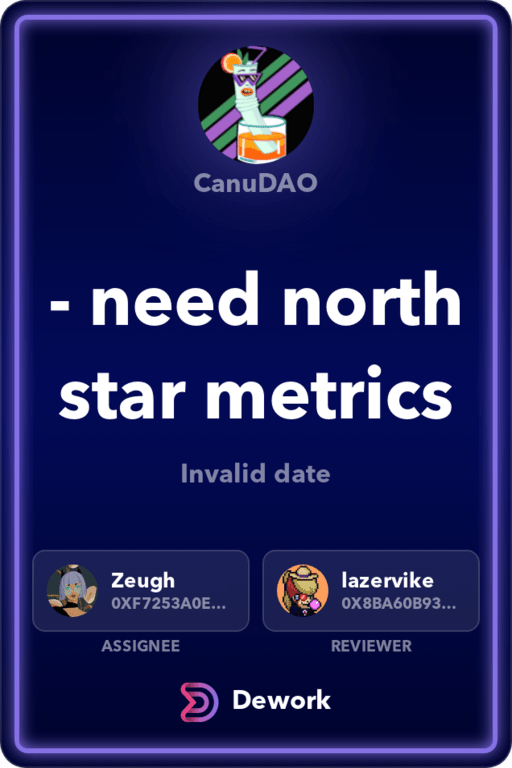 CanuDAO
- need north
star metrics
Invalid date
Zeugh
0XF7253A0E...
ASSIGNEE
lazervike
0X8BA60B93...
REVIEWER
Dework